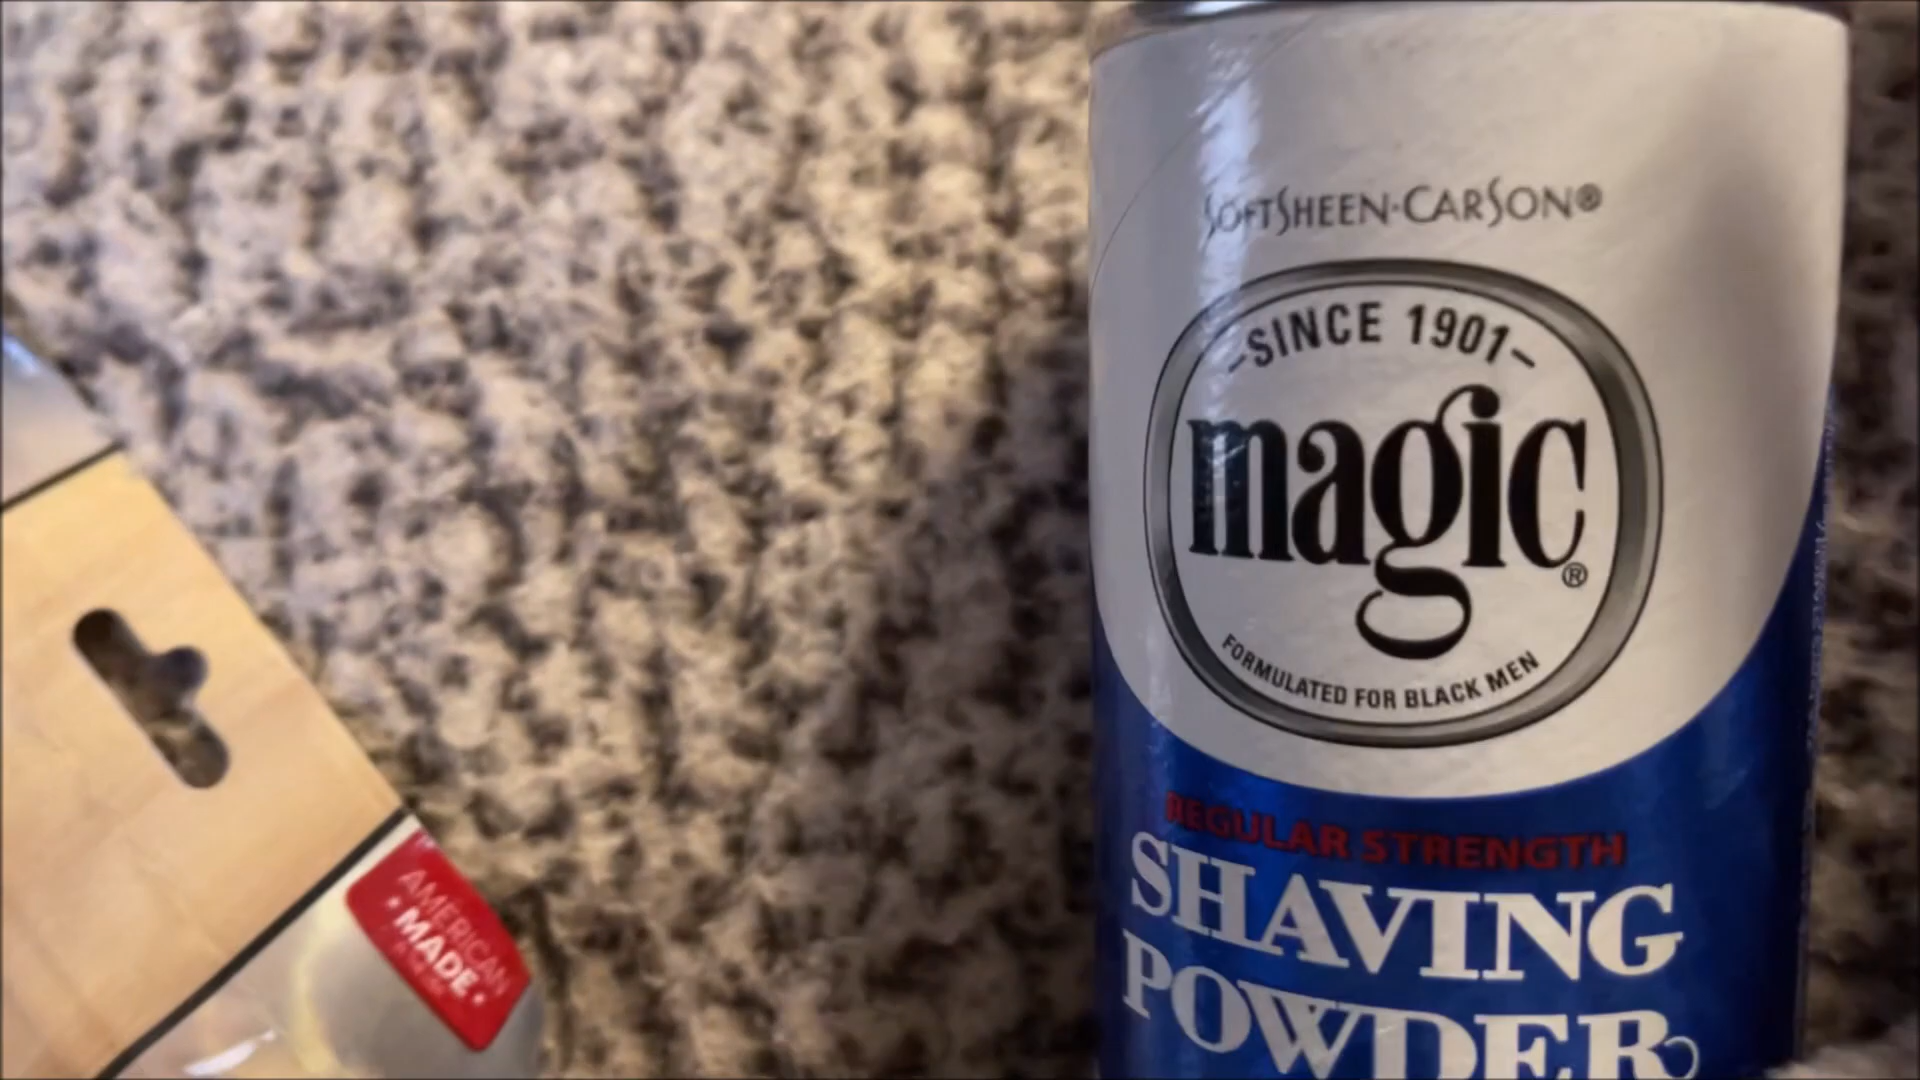 SOFTSHEEN·CARSON®
–SINCE 1901–
magic®
FORMULATED FOR BLACK MEN
REGULAR STRENGTH
SHAVING
POWDER
AMERICAN
• MADE •